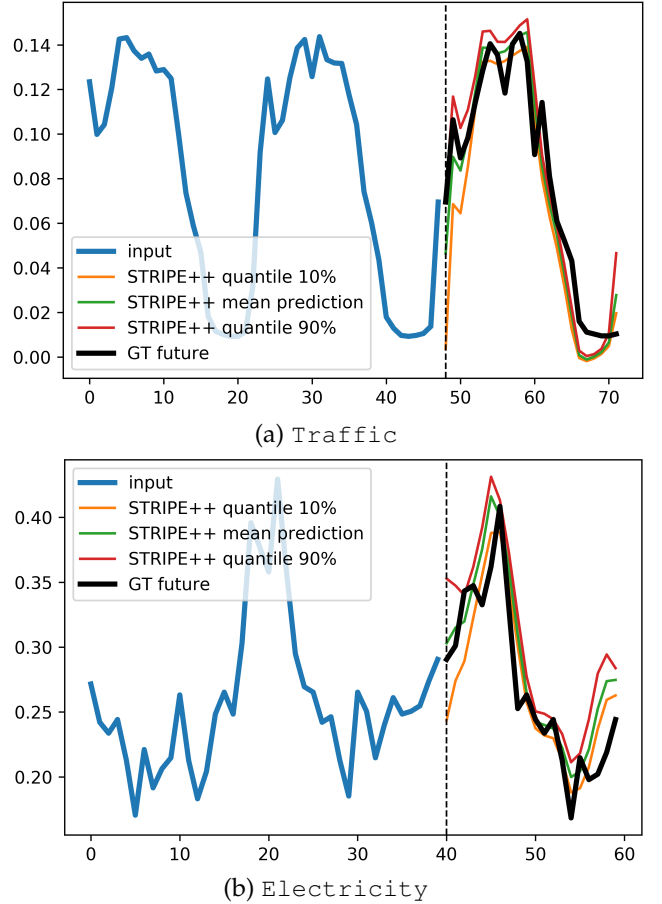 0.14
0.12
0.10
0.08
0.06
0.04
0.02
0.00
input
STRIPE++ quantile 10%
STRIPE++ mean prediction
STRIPE++ quantile 90%
GT future
0 10 20 30 40 50 60 70
(a) Traffic
0.40
0.35
0.30
0.25
0.20
input
STRIPE++ quantile 10%
STRIPE++ mean prediction
STRIPE++ quantile 90%
GT future
0 10 20 30 40 50 60
(b) Electricity